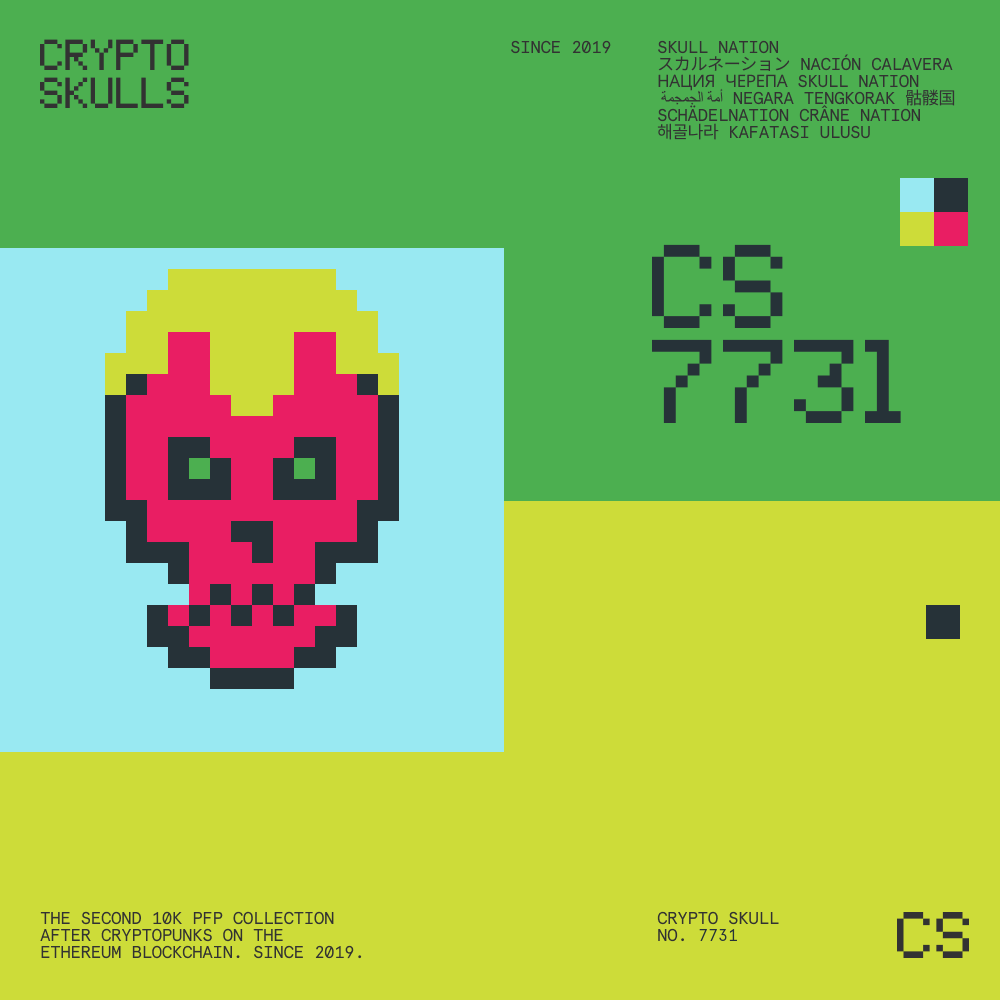 CRYPTO
SKULLS
SINCE 2019
SKULL NATION
スカルネーション NACIÓN CALAVERA
НАЦИЯ ЧЕРЕПА SKULL NATION
أمة الجمجمة NEGARA TENGKORAK 骷髅国
SCHÄDELNATION CRÂNE NATION
해골나라 KAFATASI ULUSU
CS
7731
THE SECOND 10K PFP COLLECTION
AFTER CRYPTOPUNKS ON THE
ETHEREUM BLOCKCHAIN. SINCE 2019.
CRYPTO SKULL
NO. 7731
CS